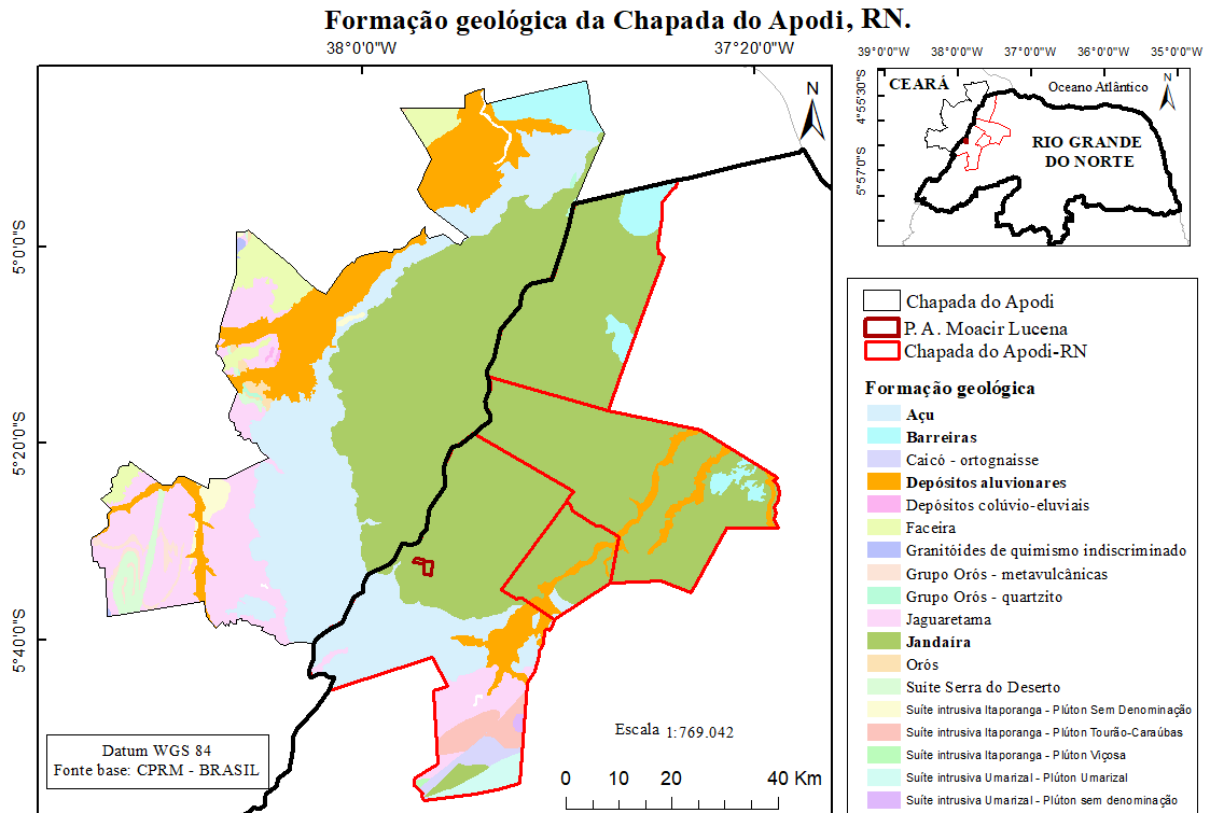 Formação geológica da Chapada do Apodi, RN.
38°0'0"W
37°20'0"W
5°0'0"S
5°20'0"S
5°40'0"S
N
Datum WGS 84
Fonte base: CPRM - BRASIL
Escala 1:769.042
0 10 20 40 Km
39°0'0"W 38°0'0"W 37°0'0"W 36°0'0"W 35°0'0"W
4°55'30"S
5°57'0"S
CEARÁ
Oceano Atlântico
N
RIO GRANDE
DO NORTE
Chapada do Apodi
P. A. Moacir Lucena
Chapada do Apodi-RN
Formação geológica
Açu
Barreiras
Caicó - ortognaisse
Depósitos aluvionares
Depósitos colúvio-eluviais
Faceira
Granitóides de quimismo indiscriminado
Grupo Orós - metavulcânicas
Grupo Orós - quartzito
Jaguaretama
Jandaíra
Orós
Suíte Serra do Deserto
Suíte intrusiva Itaporanga - Plúton Sem Denominação
Suíte intrusiva Itaporanga - Plúton Tourão-Caraúbas
Suíte intrusiva Itaporanga - Plúton Viçosa
Suíte intrusiva Umarizal - Plúton Umarizal
Suíte intrusiva Umarizal - Plúton sem denominação